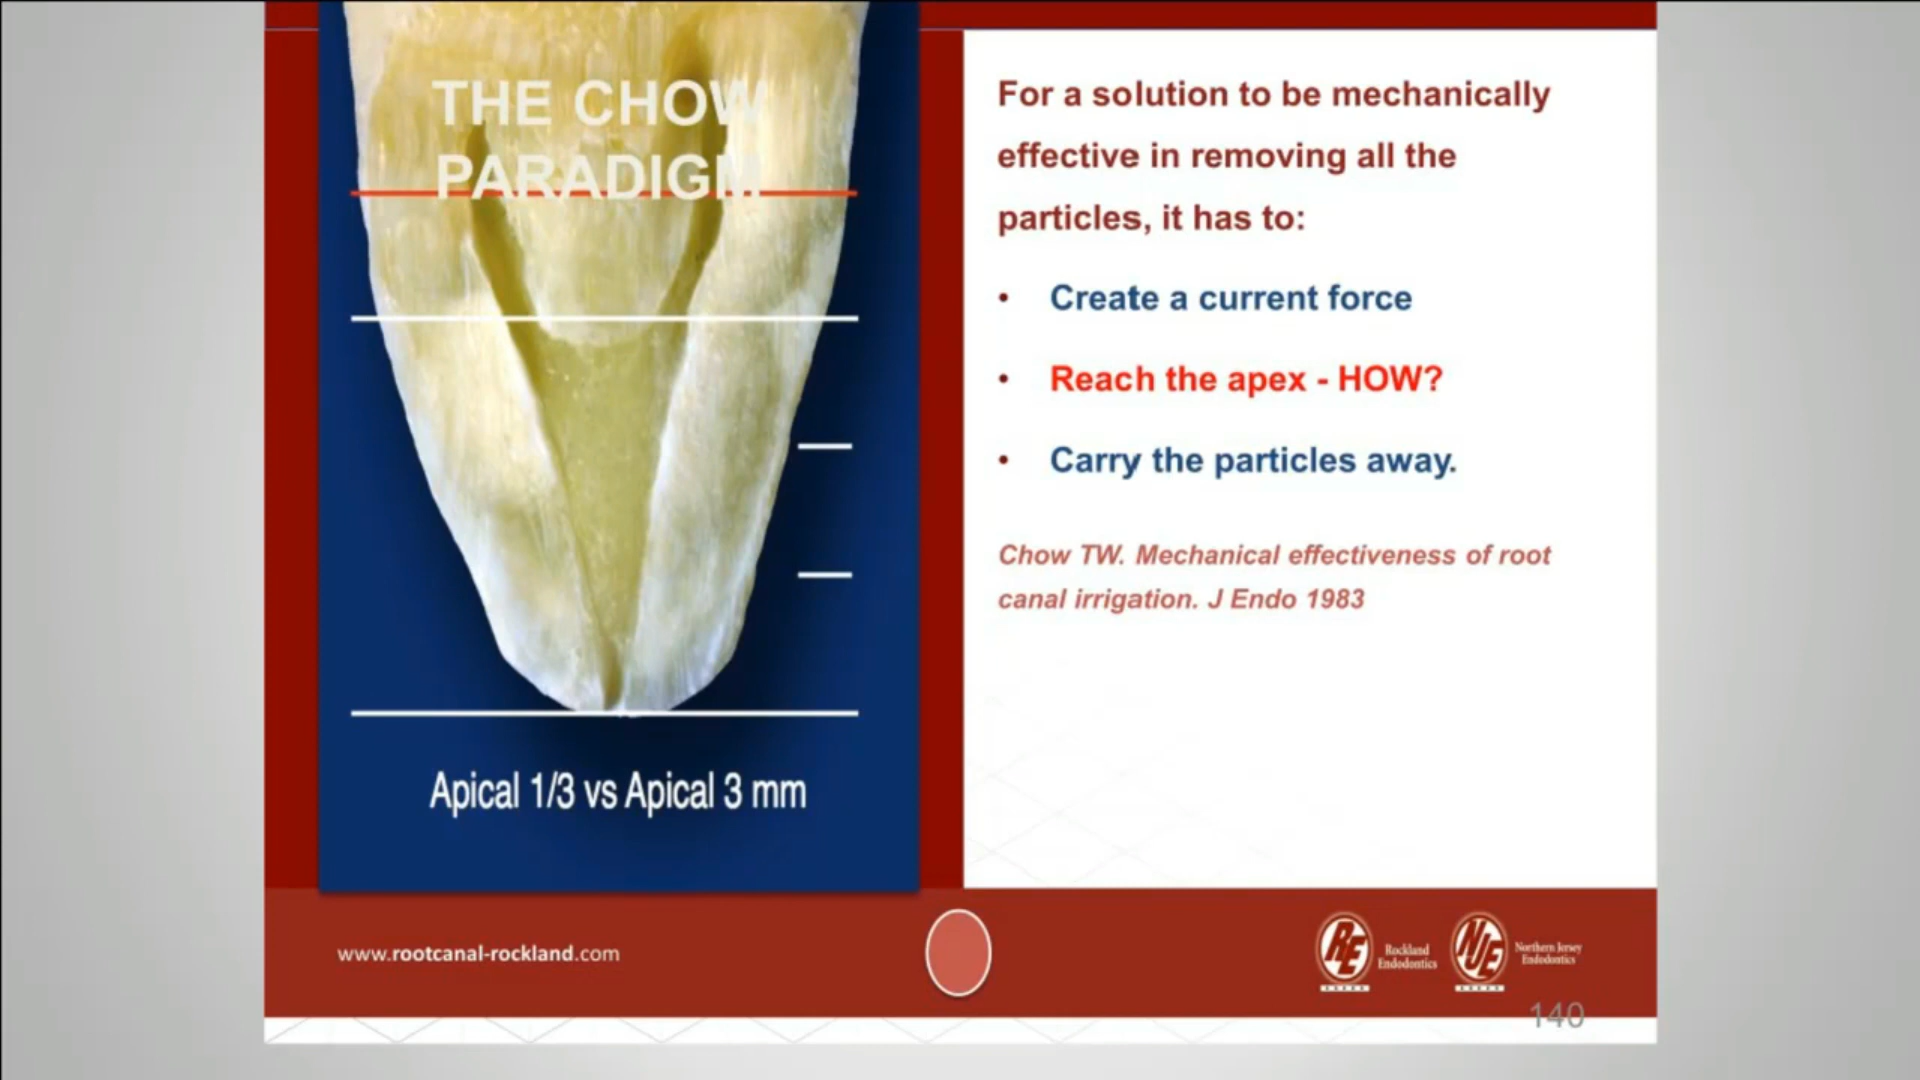 THE CHOW
PARADIGM
Apical 1/3 vs Apical 3 mm
For a solution to be mechanically
effective in removing all the
particles, it has to:
• Create a current force
• Reach the apex - HOW?
• Carry the particles away.
Chow TW. Mechanical effectiveness of root
canal irrigation. J Endo 1983
www.rootcanal-rockland.com
RE
Rockland
Endodontics
NJE
Northern Jersey
Endodontics
140